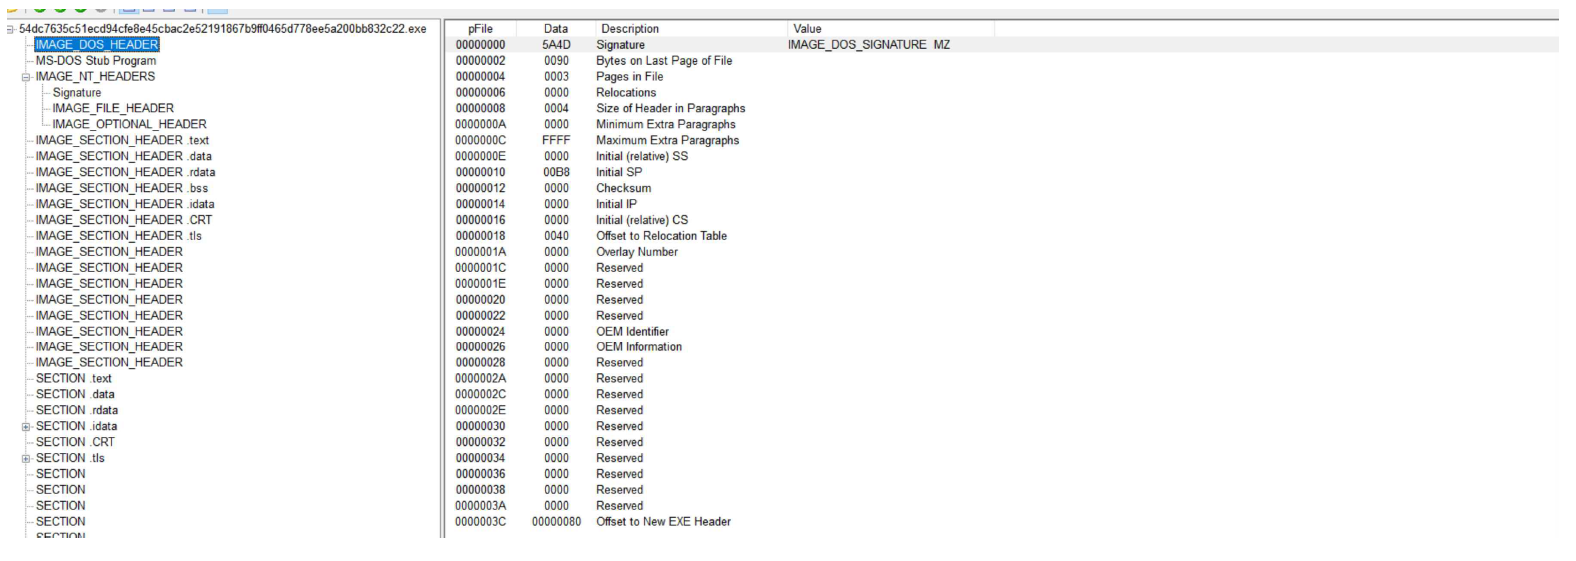 54dc7635c51ecd94cfe8e45cbac2e52191867b9ff0465d778ee5a200bb832c22.exe
IMAGE_DOS_HEADER
MS-DOS Stub Program
IMAGE_NT_HEADERS
Signature
IMAGE_FILE_HEADER
IMAGE_OPTIONAL_HEADER
IMAGE_SECTION_HEADER .text
IMAGE_SECTION_HEADER .data
IMAGE_SECTION_HEADER .rdata
IMAGE_SECTION_HEADER .bss
IMAGE_SECTION_HEADER .idata
IMAGE_SECTION_HEADER .CRT
IMAGE_SECTION_HEADER .tls
IMAGE_SECTION_HEADER
IMAGE_SECTION_HEADER
IMAGE_SECTION_HEADER
IMAGE_SECTION_HEADER
IMAGE_SECTION_HEADER
IMAGE_SECTION_HEADER
IMAGE_SECTION_HEADER
IMAGE_SECTION_HEADER
SECTION .text
SECTION .data
SECTION .rdata
SECTION .idata
SECTION .CRT
SECTION .tls
SECTION
SECTION
SECTION
SECTION
SECTION
pFile Data Description Value
00000000 5A4D Signature IMAGE_DOS_SIGNATURE MZ
00000002 0090 Bytes on Last Page of File
00000004 0003 Pages in File
00000006 0000 Relocations
00000008 0004 Size of Header in Paragraphs
0000000A 0000 Minimum Extra Paragraphs
0000000C FFFF Maximum Extra Paragraphs
0000000E 0000 Initial (relative) SS
00000010 00B8 Initial SP
00000012 0000 Checksum
00000014 0000 Initial IP
00000016 0000 Initial (relative) CS
00000018 0040 Offset to Relocation Table
0000001A 0000 Overlay Number
0000001C 0000 Reserved
0000001E 0000 Reserved
00000020 0000 Reserved
00000022 0000 Reserved
00000024 0000 OEM Identifier
00000026 0000 OEM Information
00000028 0000 Reserved
0000002A 0000 Reserved
0000002C 0000 Reserved
0000002E 0000 Reserved
00000030 0000 Reserved
00000032 0000 Reserved
00000034 0000 Reserved
00000036 0000 Reserved
00000038 0000 Reserved
0000003A 0000 Reserved
0000003C 00000080 Offset to New EXE Header